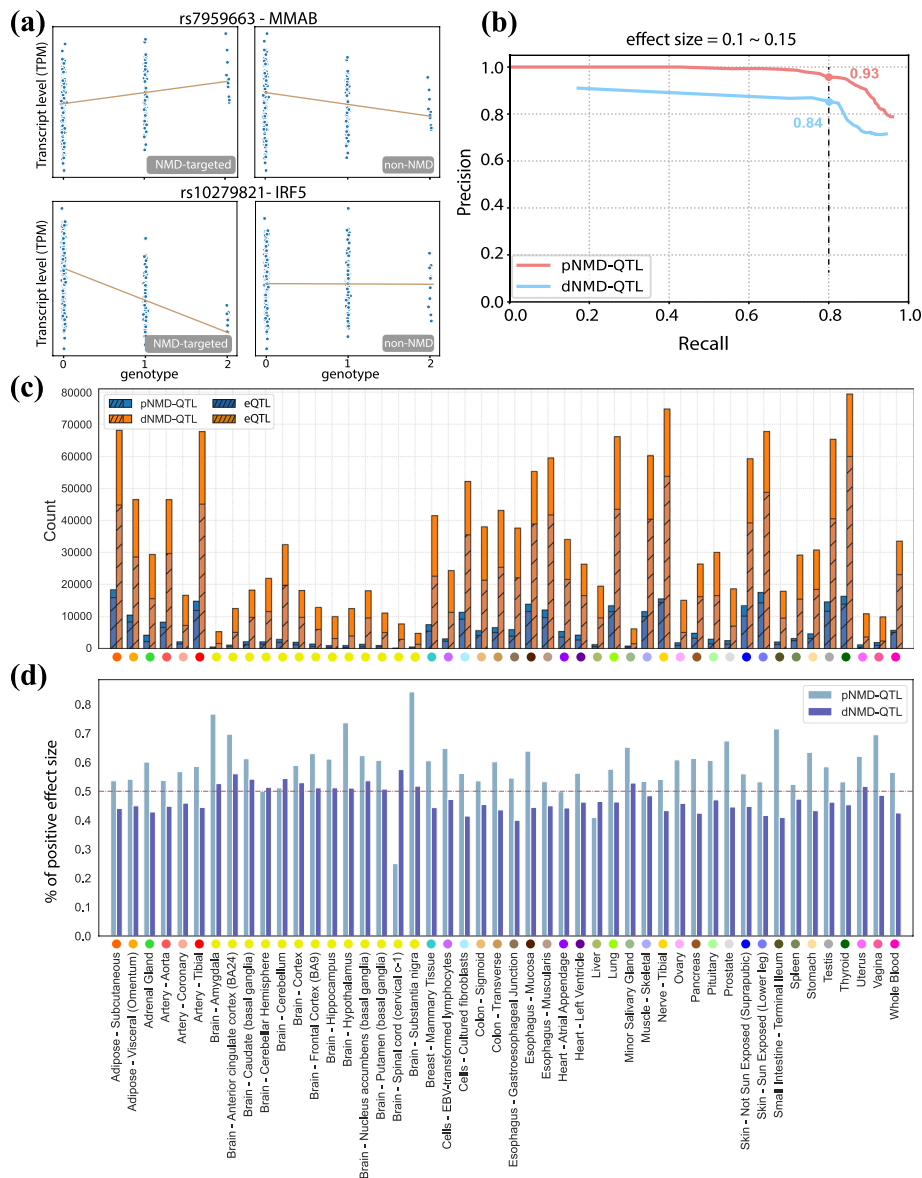 (a)
rs7959663 - MMAB
Transcript level (TPM)
NMD-targeted
non-NMD
rs10279821- IRF5
Transcript level (TPM)
NMD-targeted
non-NMD
0
1
2
0
1
2
genotype
genotype
(b)
effect size = 0.1 ~ 0.15
1.0
0.8
0.6
0.4
0.2
0.0
Precision
0.93
0.84
pNMD-QTL
dNMD-QTL
0.0
0.2
0.4
0.6
0.8
1.0
Recall
(c)
80000
70000
60000
50000
40000
30000
20000
10000
0
Count
pNMD-QTL
dNMD-QTL
eQTL
eQTL
(d)
0.8
0.7
0.6
0.5
0.4
0.3
0.2
0.1
0.0
% of positive effect size
pNMD-QTL
dNMD-QTL
Adipose - Subcutaneous
Adipose - Visceral (Omentum)
Adrenal Gland
Artery - Aorta
Artery - Coronary
Artery - Tibial
Brain - Amygdala
Brain - Anterior cingulate cortex (BA24)
Brain - Caudate (basal ganglia)
Brain - Cerebellar Hemisphere
Brain - Cerebellum
Brain - Cortex
Brain - Frontal Cortex (BA9)
Brain - Hippocampus
Brain - Hypothalamus
Brain - Nucleus accumbens (basal ganglia)
Brain - Putamen (basal ganglia)
Brain - Spinal cord (cervical c-1)
Brain - Substantia nigra
Breast - Mammary Tissue
Cells - EBV-transformed lymphocytes
Cells - Cultured fibroblasts
Colon - Sigmoid
Colon - Transverse
Esophagus - Gastroesophageal Junction
Esophagus - Mucosa
Esophagus - Muscularis
Heart - Atrial Appendage
Heart - Left Ventricle
Liver
Lung
Minor Salivary Gland
Muscle - Skeletal
Nerve - Tibial
Ovary
Pancreas
Pituitary
Prostate
Skin - Not Sun Exposed (Suprapubic)
Skin - Sun Exposed (Lower leg)
Small Intestine - Terminal Ileum
Spleen
Stomach
Testis
Thyroid
Uterus
Vagina
Whole Blood